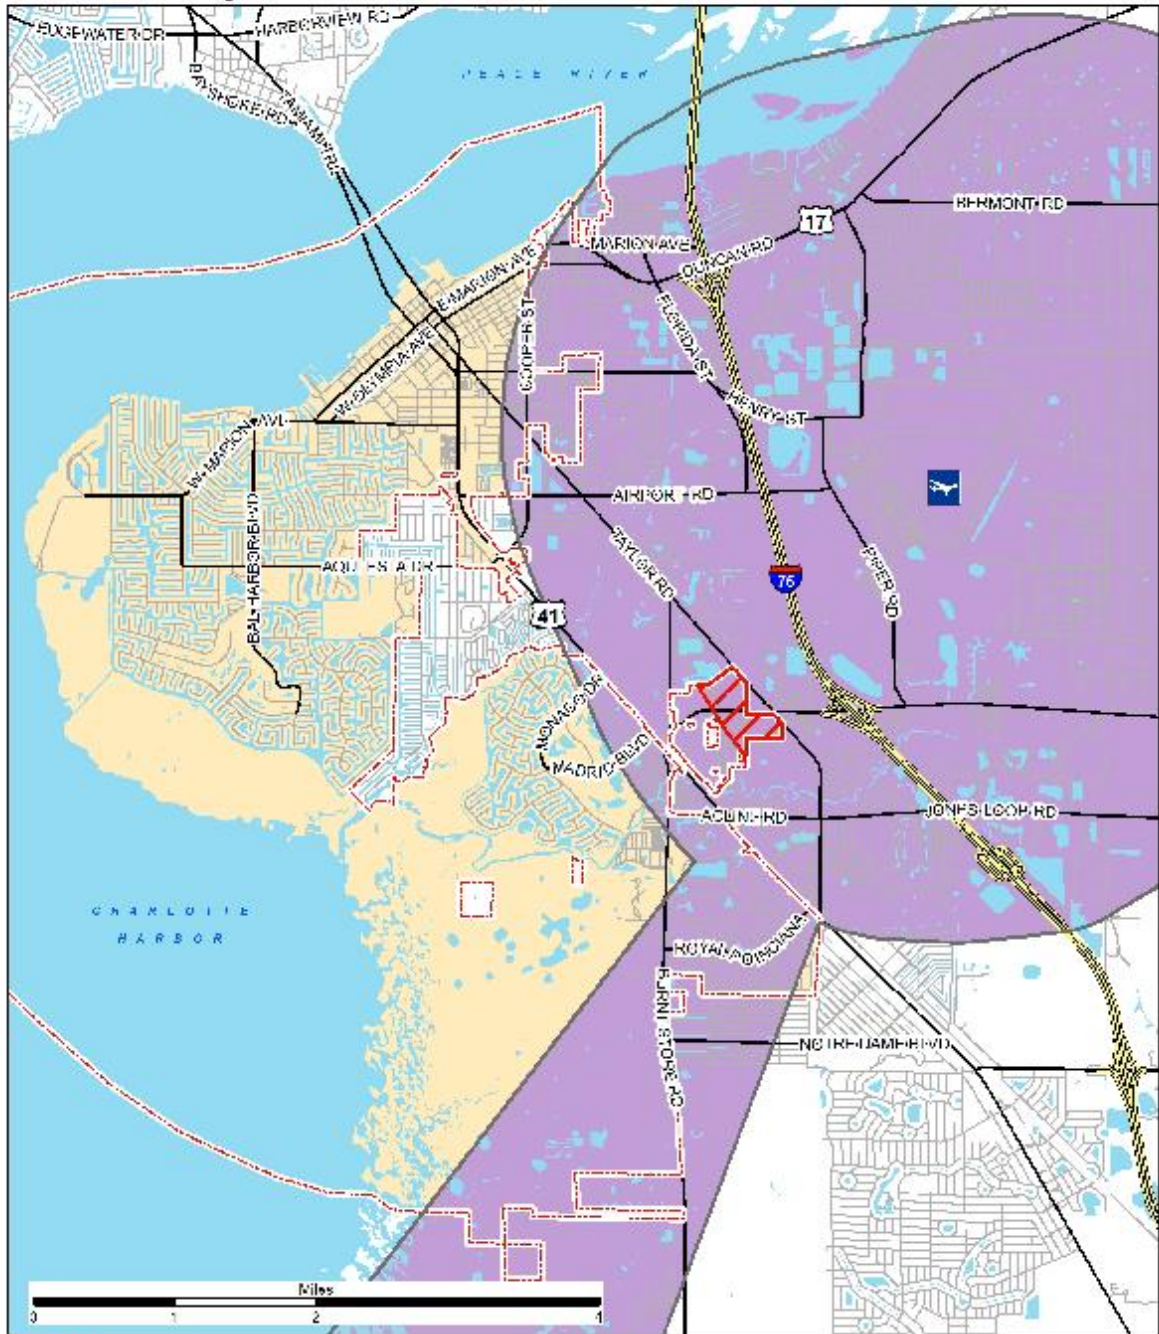 EDGEWATER DR
HARBORVIEW RD
BAYSHORE RD
TAMIAMI TRL
PEACE RIVER
BERMONT RD
17
MARION AVE
DUNCAN RD
E MARION AVE
COOPER ST
FLORIDA ST
W OLYMPIA AVE
HENRY ST
W MARION AVE
AIRPORT RD
BAL HARBOR BLVD
AQUI ESTA DR
TAYLOR RD
75
PIPER RD
41
MONACO DR
MADRID BLVD
ACLINE RD
JONES LOOP RD
CHARLOTTE
HARBOR
ROYAL POINCIANA
BURNT STORE RD
NOTRE DAME BLVD
Miles
0 1 2 4